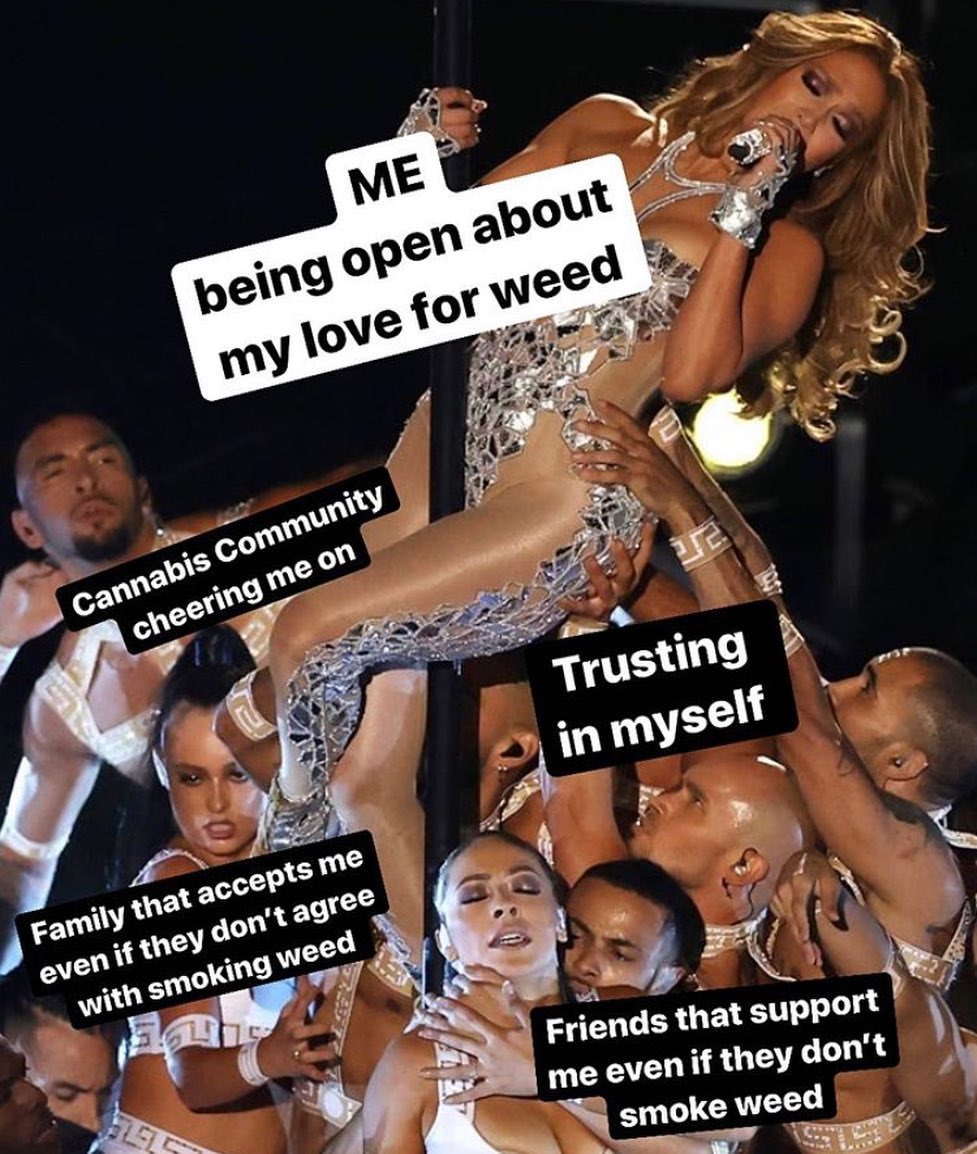 ME
being open about
my love for weed
Cannabis Community
cheering me on
Trusting
in myself
Family that accepts me
even if they don't agree
with smoking weed
Friends that support
me even if they don't
smoke weed